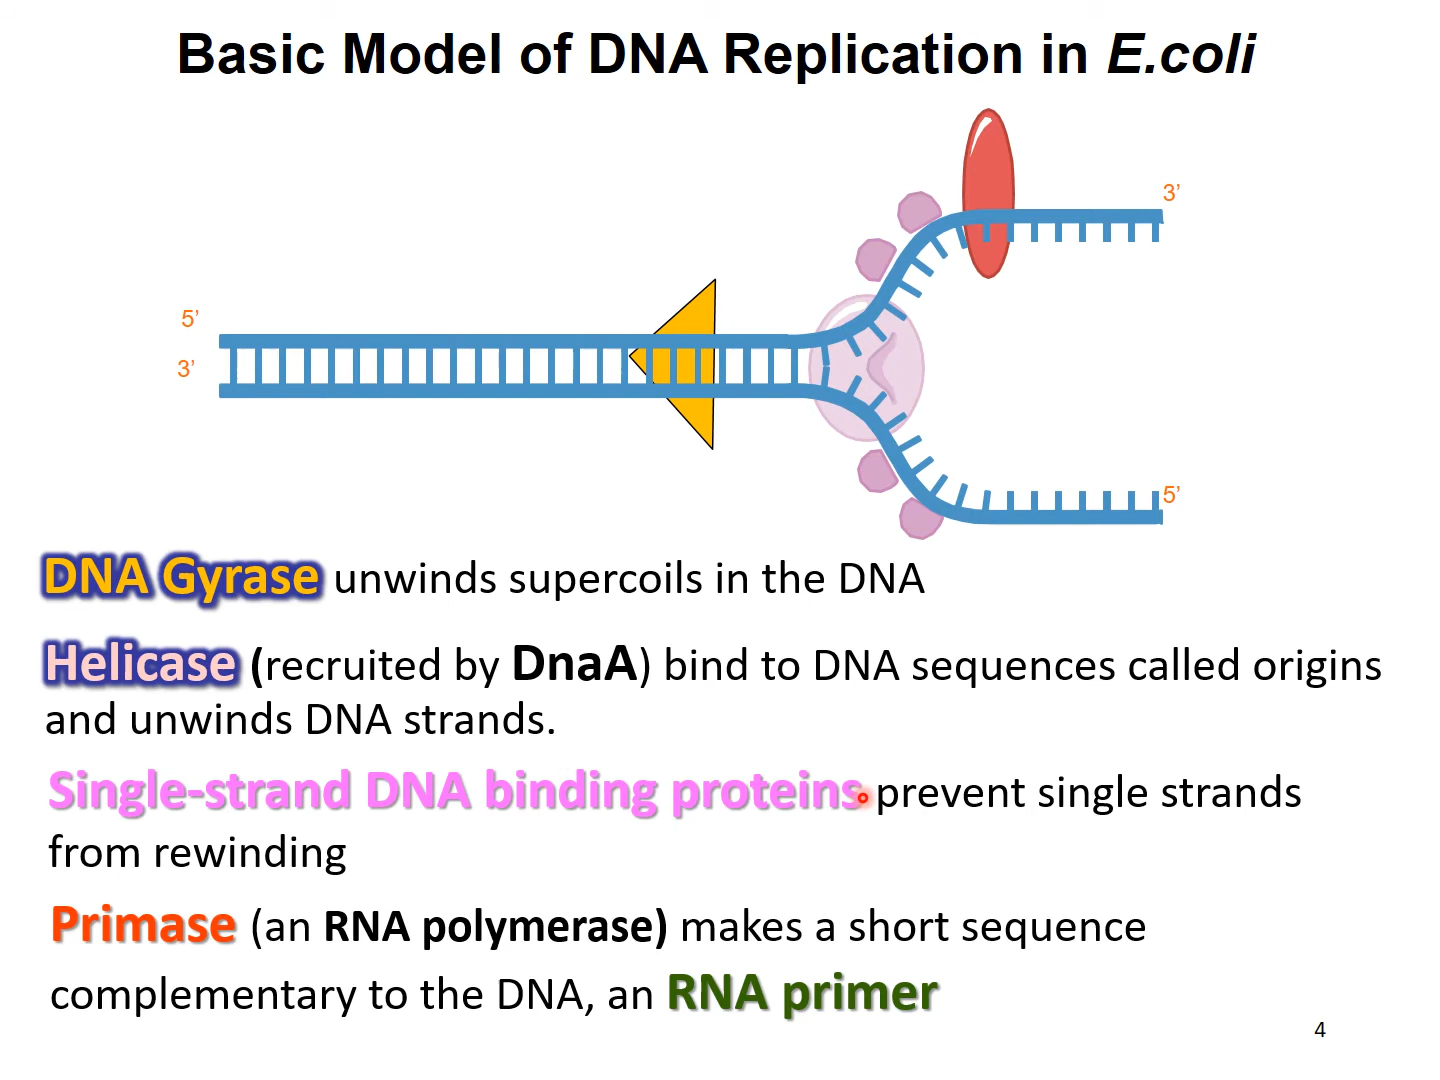 Basic Model of DNA Replication in E.coli
3’
5’
3’
5’
DNA Gyrase unwinds supercoils in the DNA
Helicase (recruited by DnaA) bind to DNA sequences called origins
and unwinds DNA strands.
Single-strand DNA binding proteins prevent single strands
from rewinding
Primase (an RNA polymerase) makes a short sequence
complementary to the DNA, an RNA primer
4